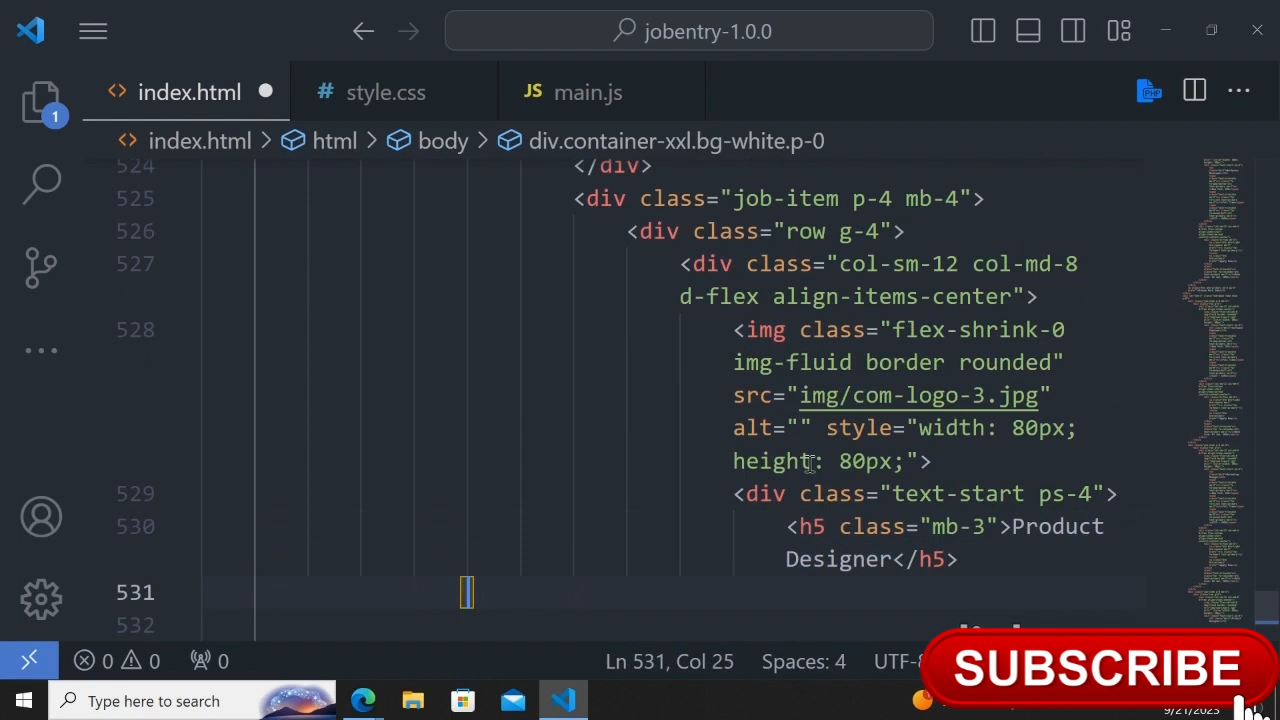 jobentry-1.0.0
index.html
# style.css
JS main.js
PHP
1
index.html > html > body > div.container-xxl.bg-white.p-0
524 </div>
525 <div class="job-item p-4 mb-4">
526 <div class="row g-4">
527 <div class="col-sm-12 col-md-8
d-flex align-items-center">
528 <img class="flex-shrink-0
img-fluid border rounded"
src="img/com-logo-3.jpg"
alt="" style="width: 80px;
height: 80px;">
529 <div class="text-start ps-4">
530 <h5 class="mb-3">Product
Designer</h5>
531
532
0 0 0 Ln 531, Col 25 Spaces: 4
SUBSCRIBE
Type here to search
9/21/2023